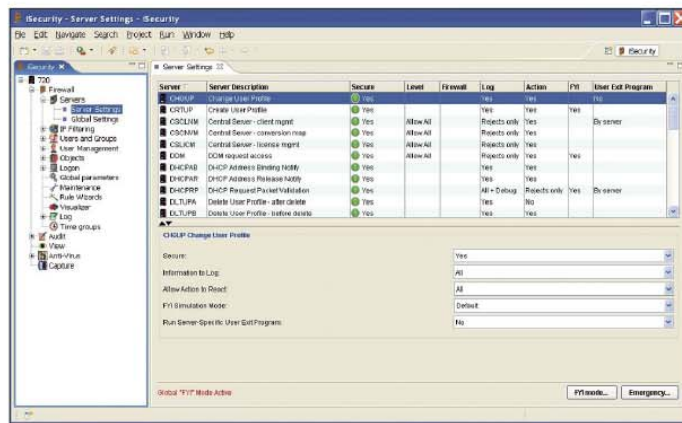 iSecurity - Server Settings - iSecurity
File Edit Navigate Search Project Run Window Help
iSecurity
iSecurity
Server Settings
720
Firewall
Servers
Server Settings
Global Settings
IP Filtering
Users and Groups
User Management
Objects
Logon
Global parameters
Maintenance
Rule Wizards
Visualizer
Log
Time groups
Audit
View
Anti-Virus
Capture
Server Server Description Secure Level Firewall Log Action FYI User Exit Program
CHGUP Change User Profile Yes Yes Yes No
CRTUP Create User Profile Yes Yes Yes Yes
CSCLNM Central Server - client mgmt Yes Allow All Rejects only Yes By server
CSCNVM Central Server - conversion map Yes Allow All Rejects only Yes
CSLICM Central Server - license mgmt Yes Allow All Rejects only Yes
DDM DDM request access Yes Allow All Rejects only Yes Yes
DHCPAB DHCP Address Binding Notify Yes Yes Yes
DHCPAR DHCP Address Release Notify Yes Yes Yes
DHCPRP DHCP Request Packet Validation Yes All + Debug Rejects only Yes By server
DLTUPA Delete User Profile - after delete Yes Yes No
DLTUPB Delete User Profile - before delete Yes Yes Yes
CHGUP Change User Profile
Secure: Yes
Information to Log: All
Allow Action to React: All
FYI Simulation Mode: Default
Run Server-Specific User Exit Program: No
Global "FYI" Mode Active
FYI mode... Emergency...